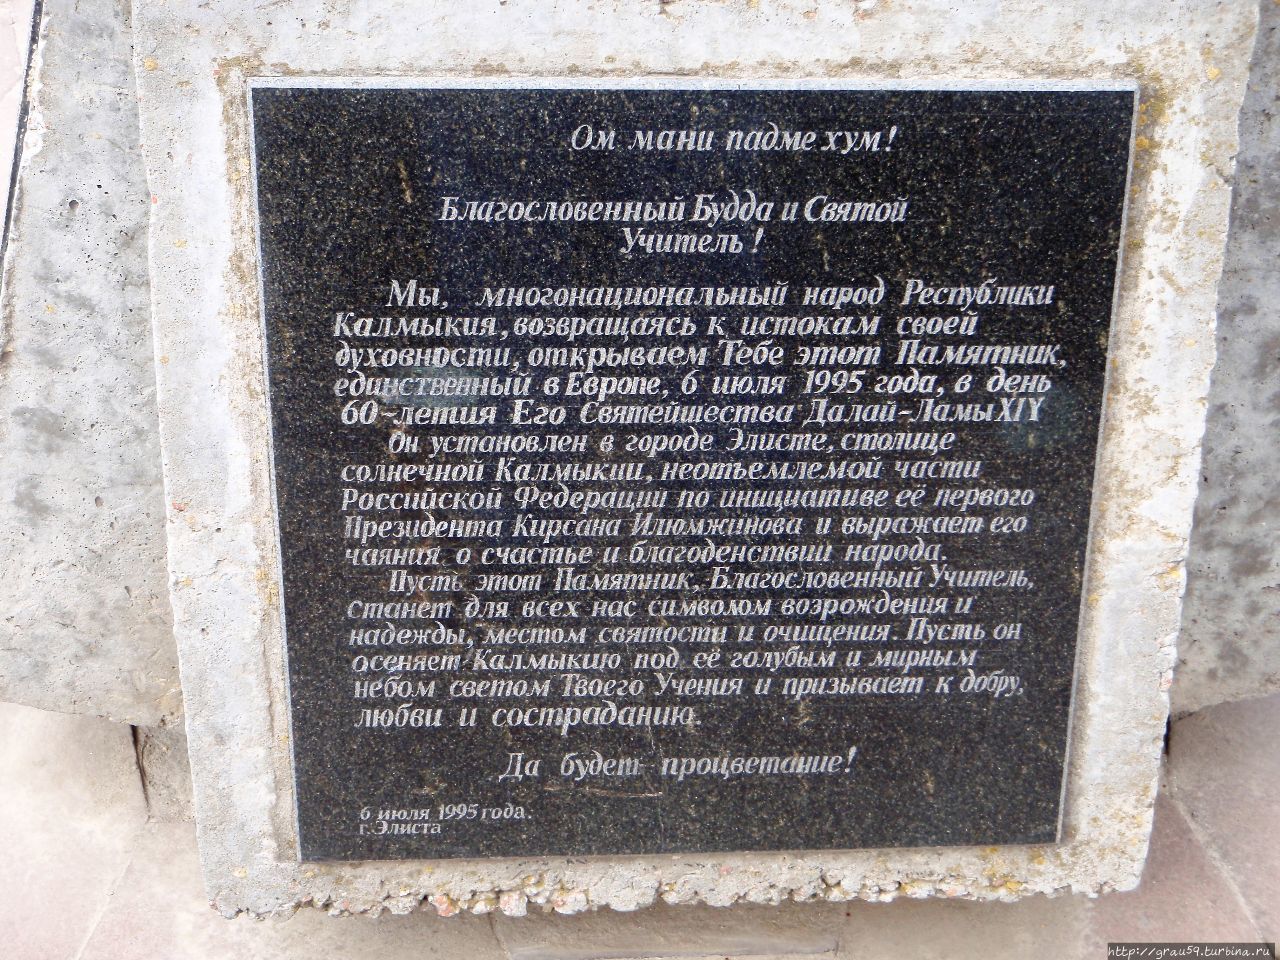 Ом мани падме хум!
Благословенный Будда и Святой
Учитель!
Мы, многонациональный народ Республики
Калмыкия, возвращаясь к истокам своей
духовности, открываем Тебе этот Памятник,
единственный в Европе, 6 июля 1995 года, в день
60-летия Его Святейшества Далай-Ламы XIY
Он установлен в городе Элисте, столице
солнечной Калмыкии, неотъемлемой части
Российской Федерации по инициативе её первого
Президента Кирсана Илюмжинова и выражает его
чаяния о счастье и благоденствии народа.
Пусть этот Памятник, Благословенный Учитель,
станет для всех нас символом возрождения и
надежды, местом святости и очищения. Пусть он
осеняет Калмыкию под её голубым и мирным
небом светом Твоего Учения и призывает к добру,
любви и состраданию.
Да будет процветание!
6 июля 1995 года.
г. Элиста
http://grau59.turbina.ru